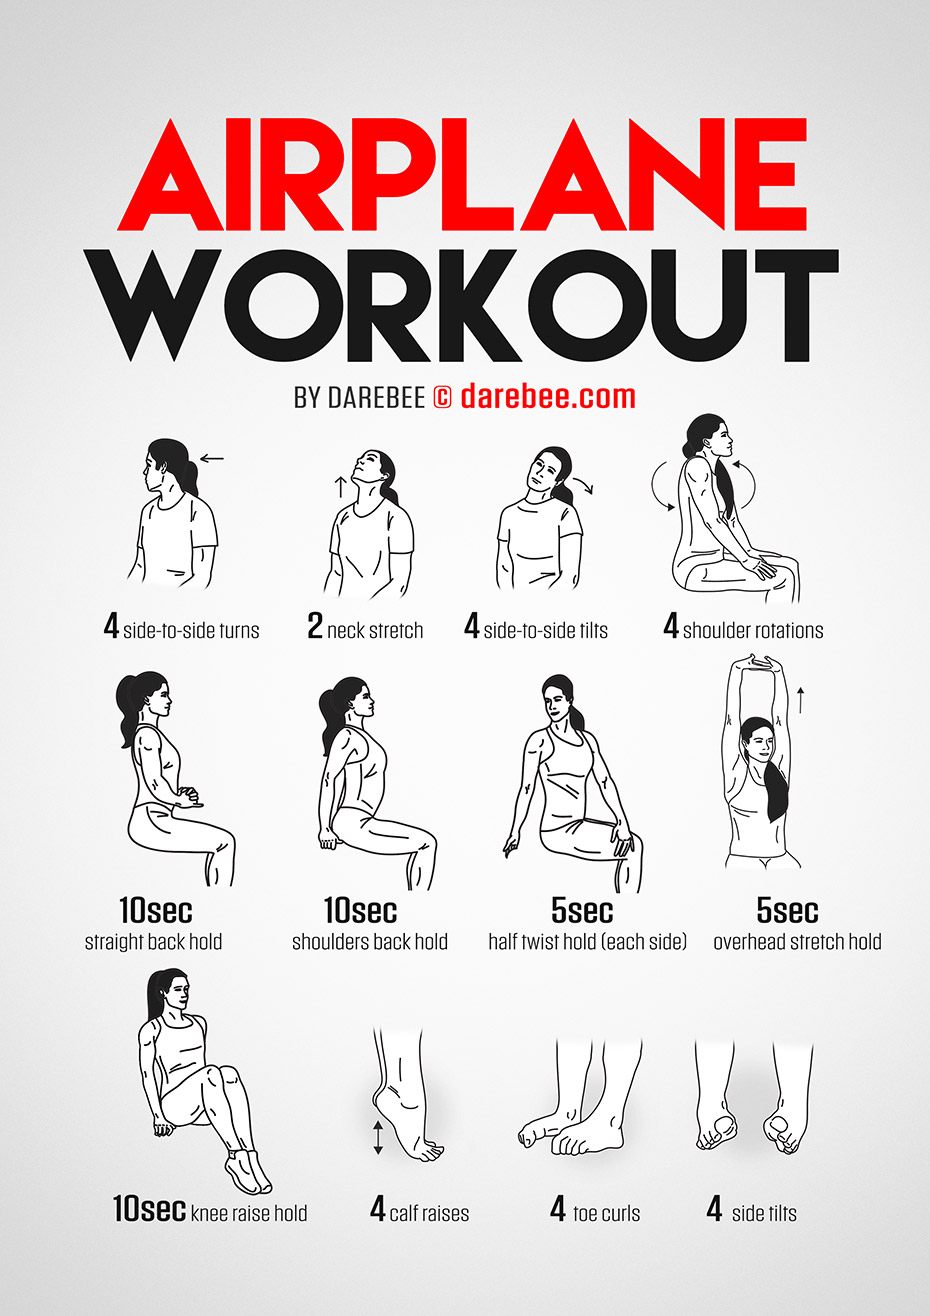 AIRPLANE
WORKOUT
BY DAREBEE © darebee.com
4 side-to-side turns
2 neck stretch
4 side-to-side tilts
4 shoulder rotations
10sec
straight back hold
10sec
shoulders back hold
5sec
half twist hold (each side)
5sec
overhead stretch hold
10sec knee raise hold
4 calf raises
4 toe curls
4 side tilts